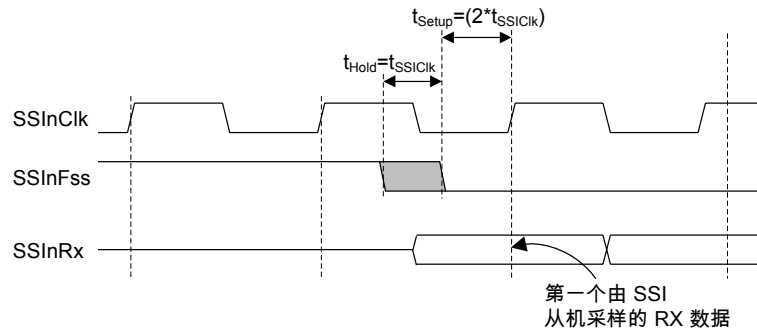 tSetup=(2*tSSIClk)
tHold=tSSIClk
SSInClk
SSInFss
SSInRx
第一个由 SSI
从机采样的 RX 数据